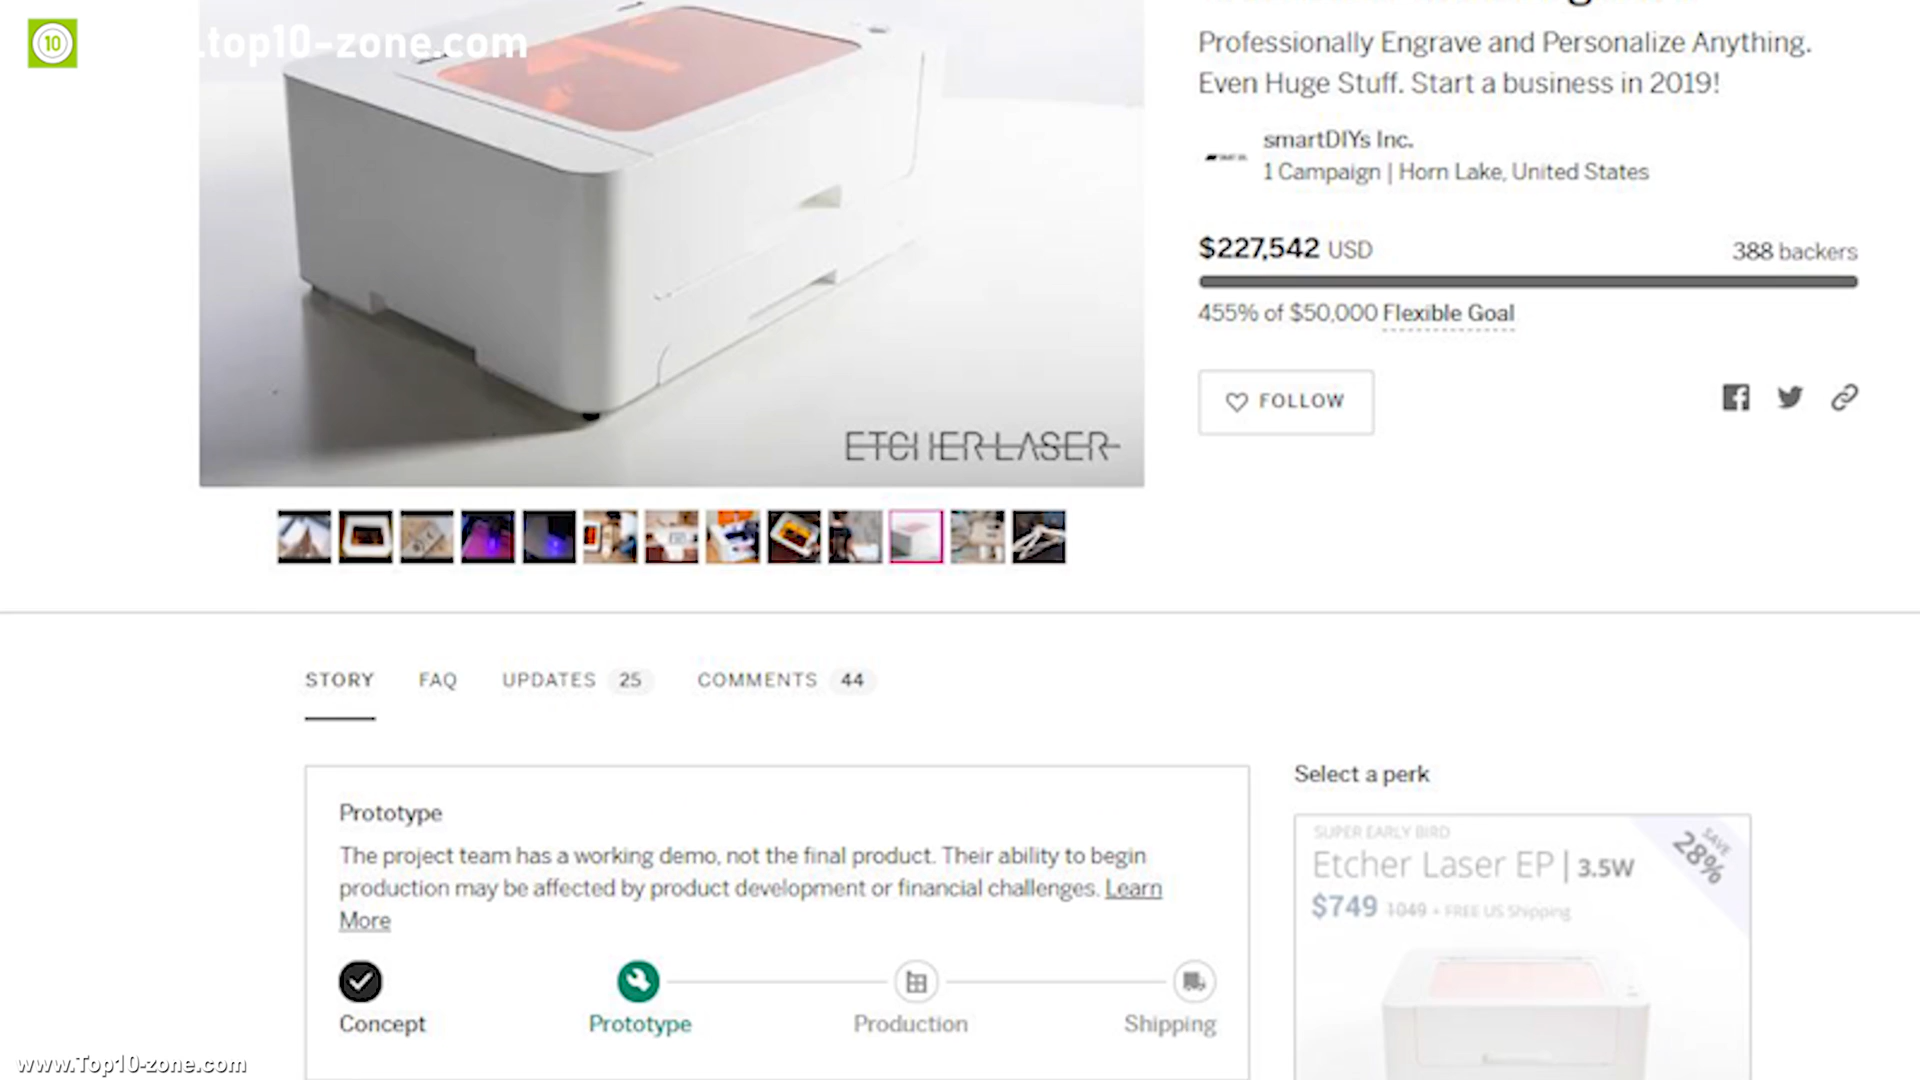 10
.top10-zone.com
Professionally Engrave and Personalize Anything.
Even Huge Stuff. Start a business in 2019!
smartDIYs Inc.
1 Campaign | Horn Lake, United States
$227,542 USD
388 backers
455% of $50,000 Flexible Goal
FOLLOW
ETCHER LASER
STORY
FAQ
UPDATES 25
COMMENTS 44
Select a perk
Prototype
The project team has a working demo, not the final product. Their ability to begin
production may be affected by product development or financial challenges. Learn
More
Concept
Prototype
Production
Shipping
SUPER EARLY BIRD
SAVE
28%
Etcher Laser EP | 3.5W
$749 1049 + FREE US Shipping
www.Top10-zone.com